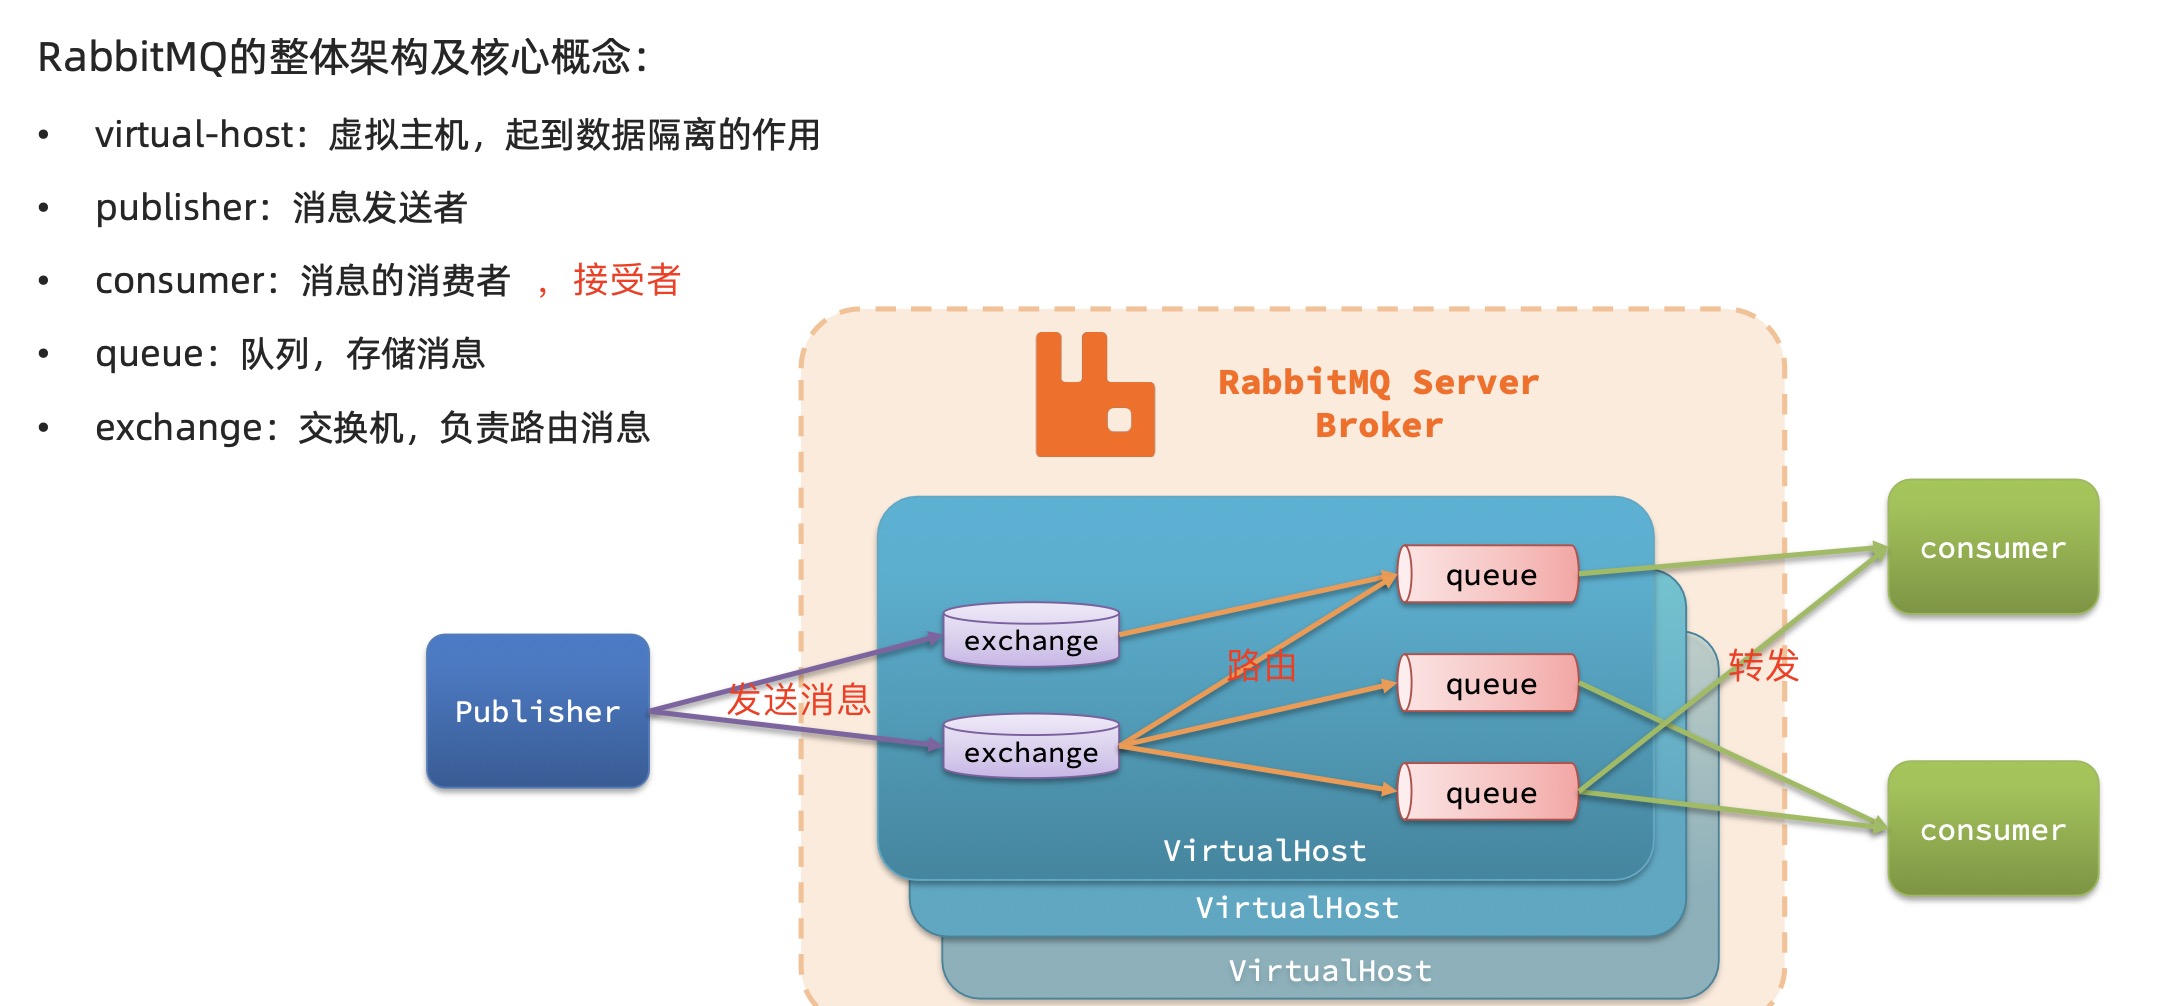 RabbitMQ的整体架构及核心概念：
• virtual-host：虚拟主机，起到数据隔离的作用
• publisher：消息发送者
• consumer：消息的消费者 ，接受者
• queue：队列，存储消息
• exchange：交换机，负责路由消息
RabbitMQ Server
Broker
Publisher
发送消息
exchange
exchange
路由
queue
queue
queue
转发
consumer
consumer
VirtualHost
VirtualHost
VirtualHost